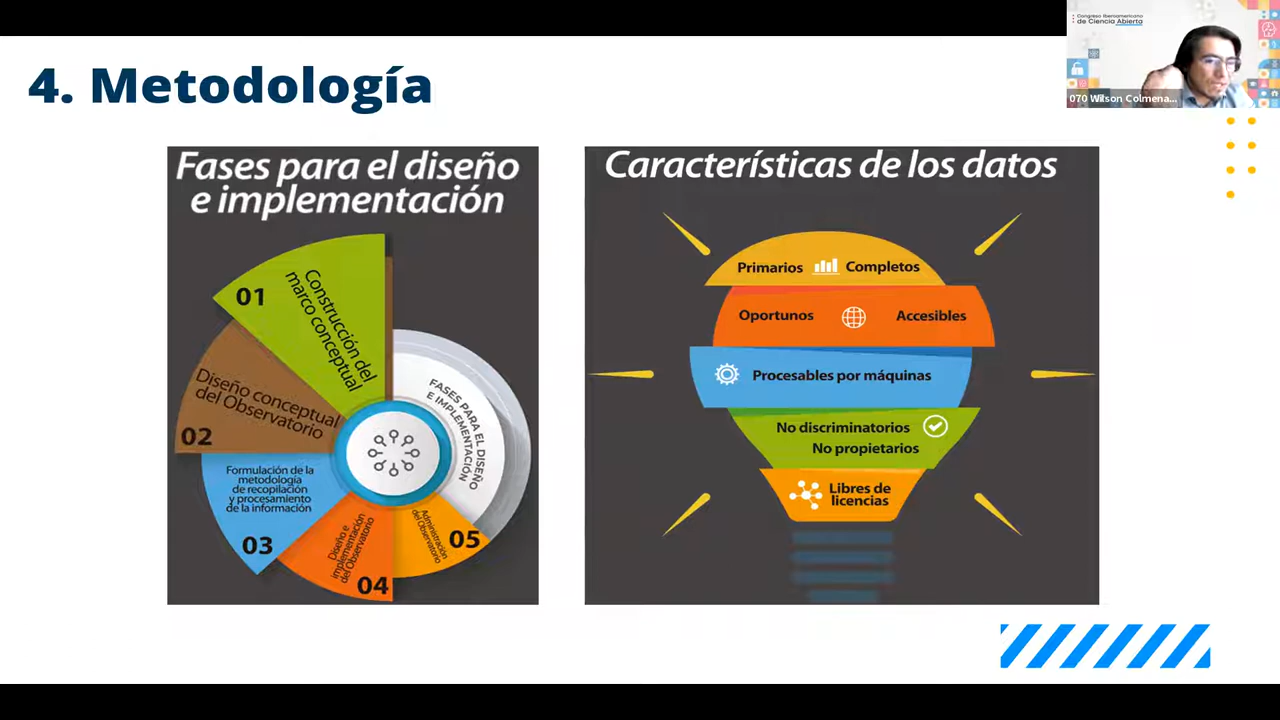 Congreso Iberoamericano
de Ciencia Abierta
070 Wilson Colmena...
4. Metodología
Fases para el diseño
e implementación
01
Construcción del
marco conceptual
02
Diseño conceptual
del Observatorio
03
Formulación de la
metodología
de recopilación
y procesamiento
de la información
04
Diseño e
implementación
del Observatorio
05
Administración
del Observatorio
FASES PARA EL DISEÑO
E IMPLEMENTACIÓN
Características de los datos
Primarios Completos
Oportunos Accesibles
Procesables por máquinas
No discriminatorios
No propietarios
Libres de
licencias